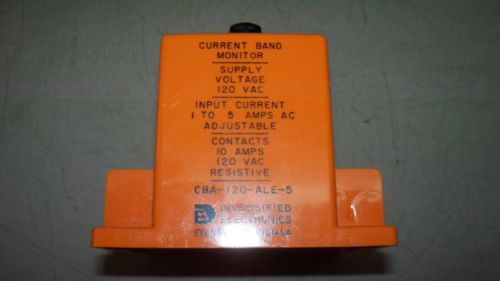 CURRENT BAND
MONITOR
SUPPLY
VOLTAGE
120 VAC
INPUT CURRENT
1 TO 5 AMPS AC
ADJUSTABLE
CONTACTS
10 AMPS
120 VAC
RESISTIVE
CBA-120-ALE-5
DIVERSIFIED
ELECTRONICS
INDIANA